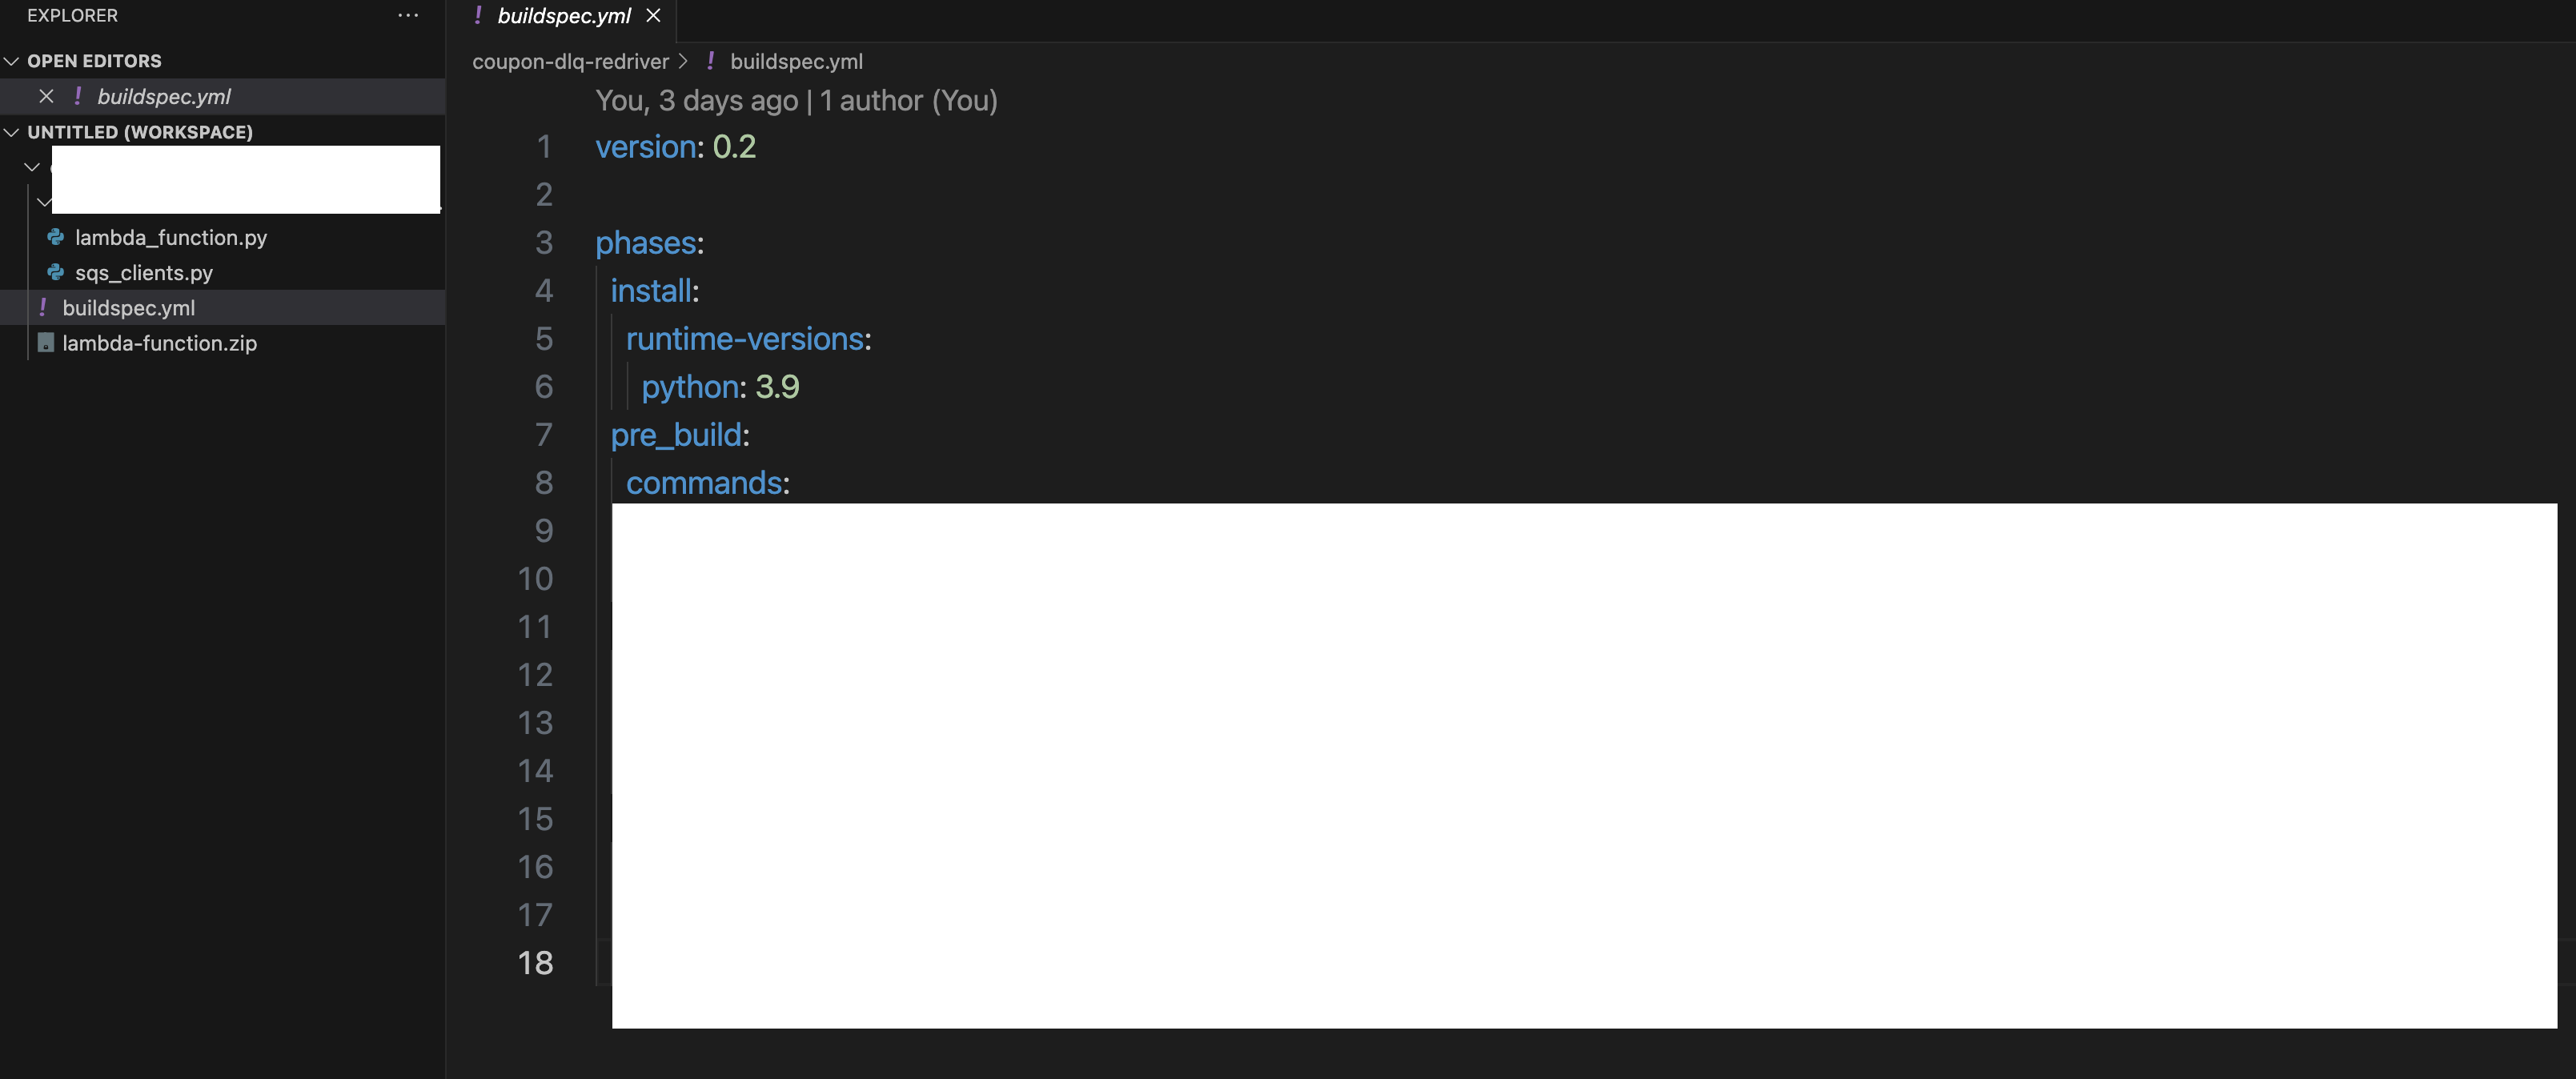 EXPLORER
OPEN EDITORS
buildspec.yml
UNTITLED (WORKSPACE)
lambda_function.py
sqs_clients.py
buildspec.yml
lambda-function.zip
buildspec.yml
coupon-dlq-redriver > buildspec.yml
You, 3 days ago | 1 author (You)
1 version: 0.2
2
3 phases:
4 install:
5 runtime-versions:
6 python: 3.9
7 pre_build:
8 commands:
9
10
11
12
13
14
15
16
17
18